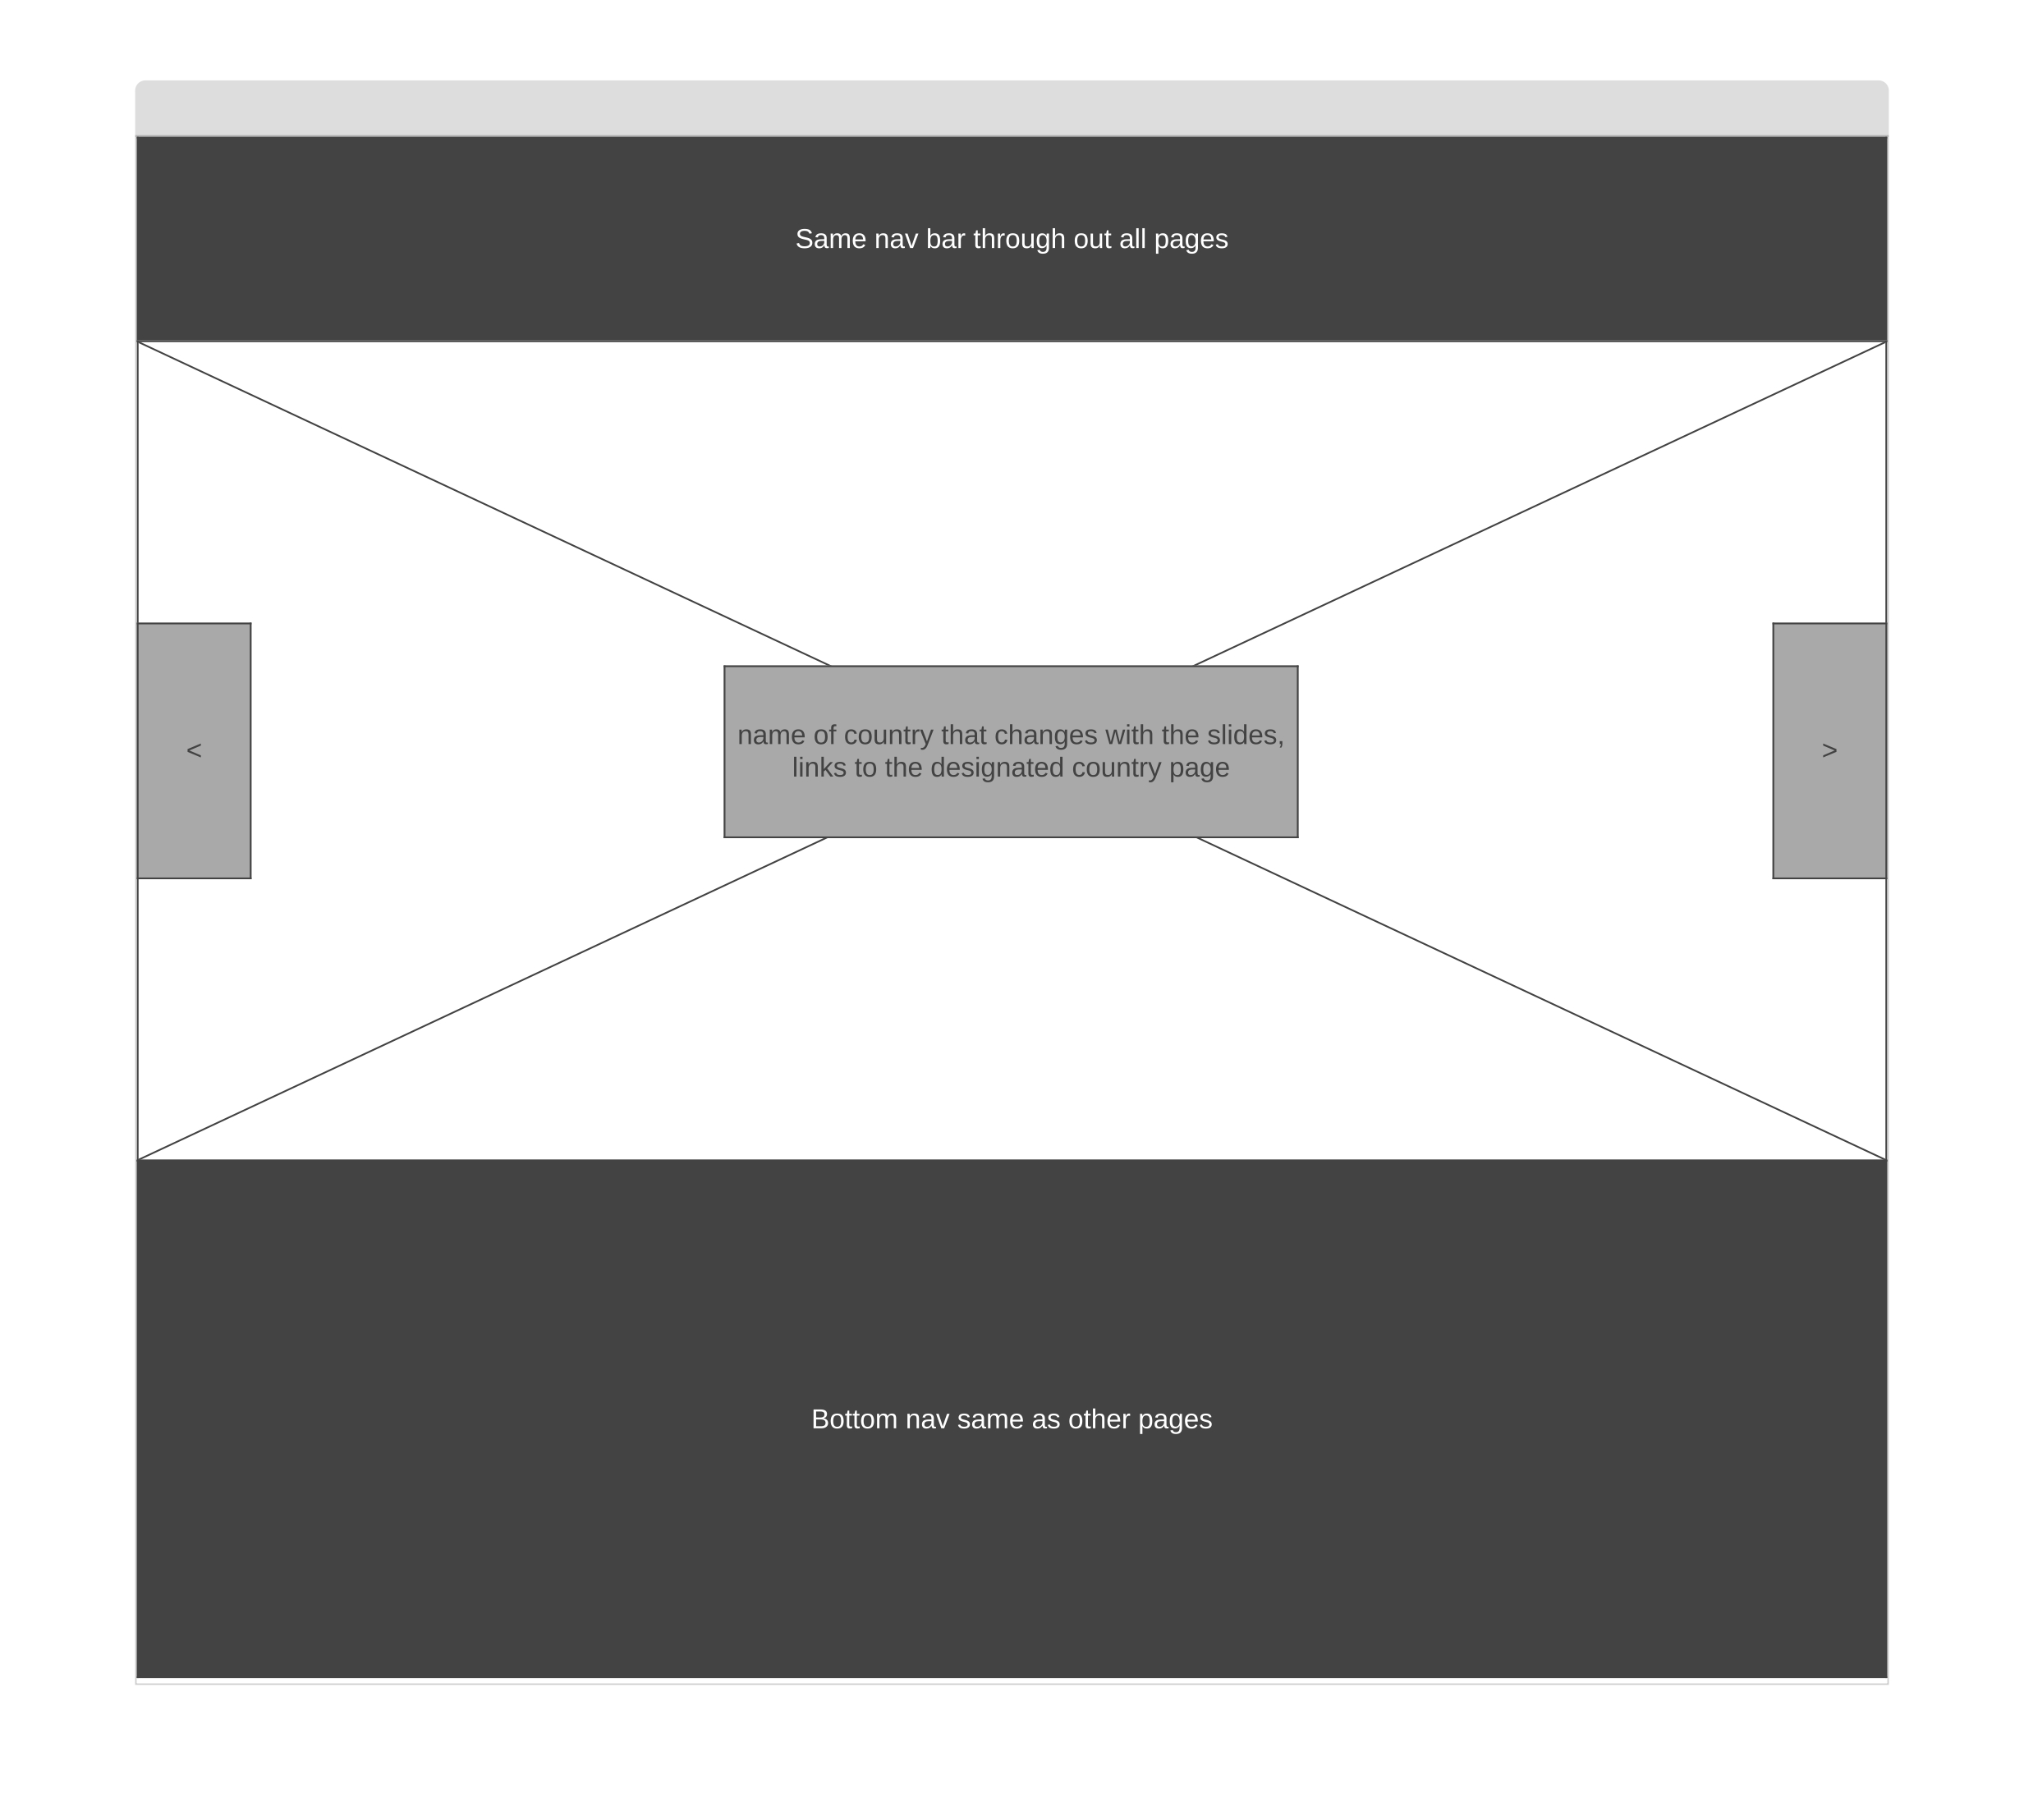 Same nav bar through out all pages
<
name of country that changes with the slides,
links to the designated country page
>
Bottom nav same as other pages